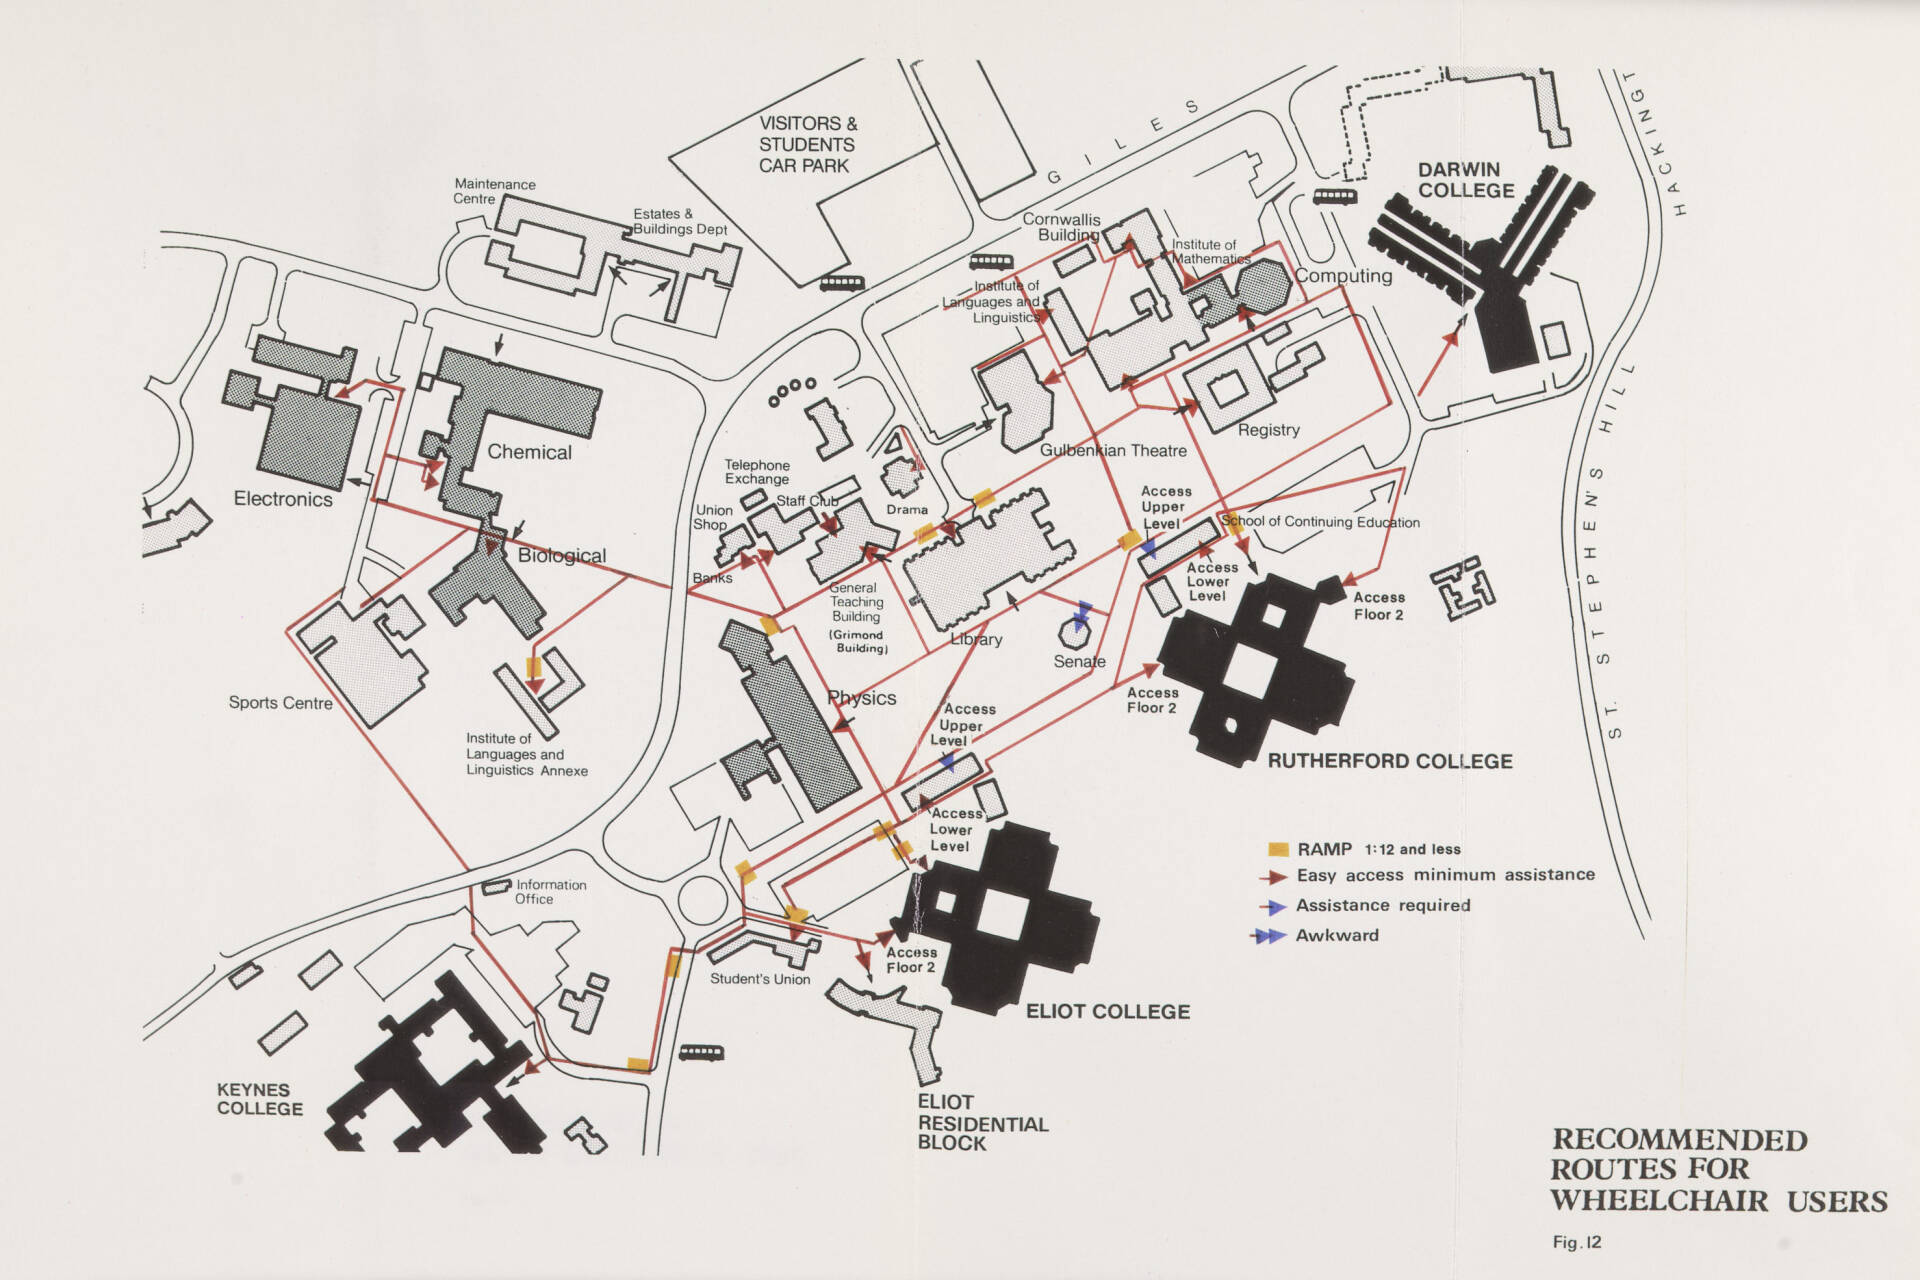 VISITORS &
STUDENTS
CAR PARK
GILES
HACKINGT
DARWIN
COLLEGE
Maintenance
Centre
Estates &
Buildings Dept
Cornwallis
Building
Institute of
Mathematics
Computing
Institute of
Languages and
Linguistics
Registry
Gulbenkian Theatre
Chemical
Electronics
Telephone
Exchange
Staff Club
Union
Shop
Drama
Banks
Biological
General
Teaching
Building
(Grimond
Building)
Library
Access
Upper
Level
School of Continuing Education
Access
Lower
Level
Access
Floor 2
Senate
Access
Floor 2
ST. STEPHEN'S HILL
Sports Centre
Institute of
Languages and
Linguistics Annexe
Physics
Access
Upper
Level
RUTHERFORD COLLEGE
Access
Lower
Level
RAMP 1:12 and less
Easy access minimum assistance
Assistance required
Awkward
Information
Office
Student's Union
Access
Floor 2
ELIOT COLLEGE
KEYNES
COLLEGE
ELIOT
RESIDENTIAL
BLOCK
RECOMMENDED
ROUTES FOR
WHEELCHAIR USERS
Fig.12